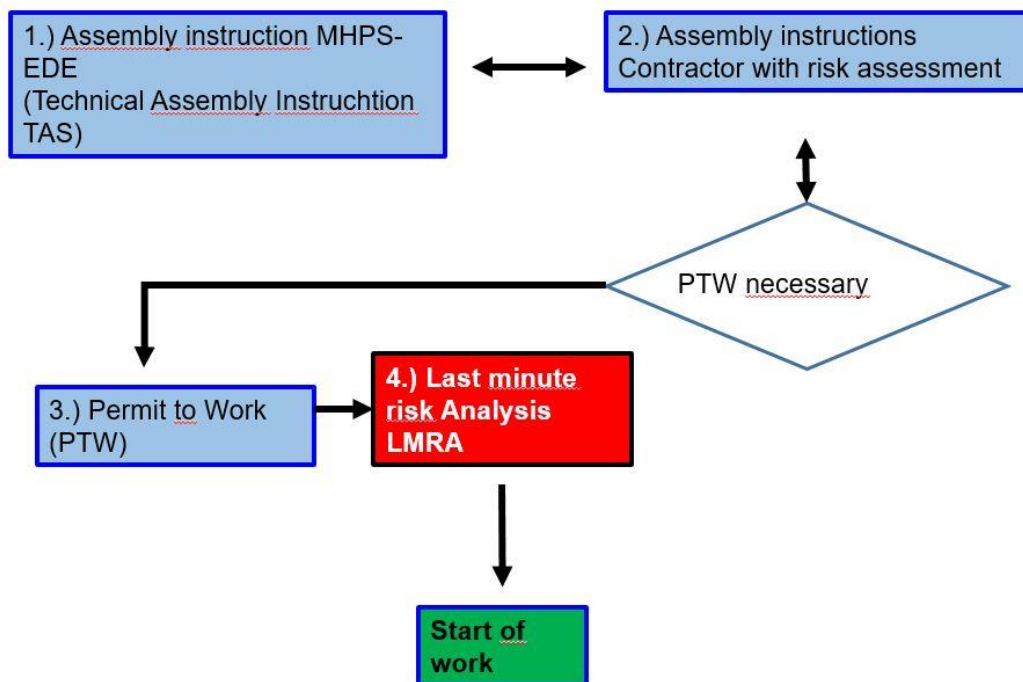 1.) Assembly instruction MHPS-
EDE
(Technical Assembly Instruchtion
TAS)
2.) Assembly instructions
Contractor with risk assessment
PTW necessary
3.) Permit to Work
(PTW)
4.) Last minute
risk Analysis
LMRA
Start of
work